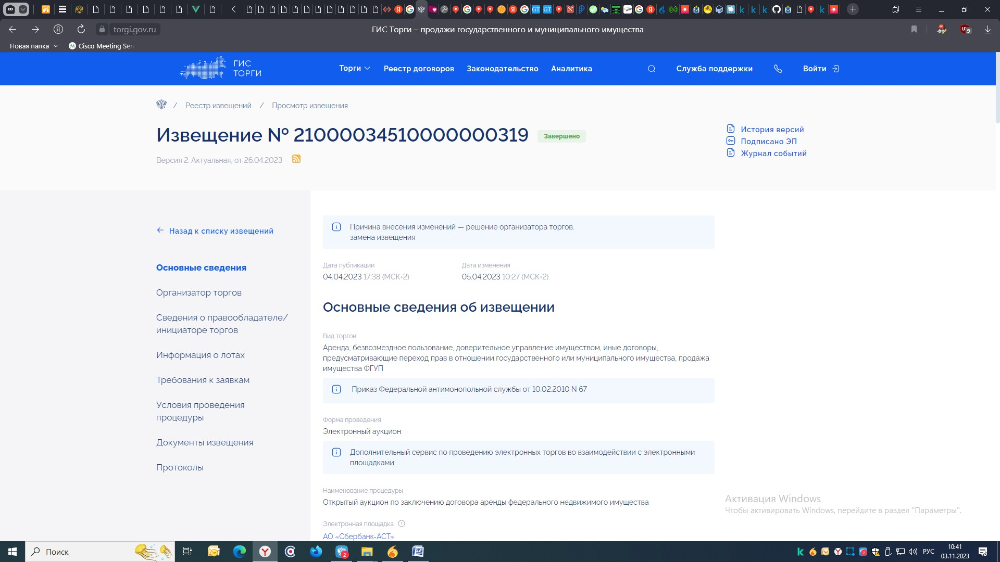 torgi.gov.ru
ГИС Торги – продажи государственного и муниципального имущества
9
Новая папка
Cisco Meeting Ser
ГИС
ТОРГИ
Торги
Реестр договоров
Законодательство
Аналитика
Служба поддержки
Войти
/ Реестр извещений / Просмотр извещения
Извещение № 21000034510000000319
Завершено
Версия 2. Актуальная, от 26.04.2023
История версий
Подписано ЭП
Журнал событий
Назад к списку извещений
Основные сведения
Организатор торгов
Сведения о правообладателе/
инициаторе торгов
Информация о лотах
Требования к заявкам
Условия проведения
процедуры
Документы извещения
Протоколы
Причина внесения изменений — решение организатора торгов.
замена извещения
Дата публикации
04.04.2023 17:38 (МСК+2)
Дата изменения
05.04.2023 10:27 (МСК+2)
Основные сведения об извещении
Вид торгов
Аренда, безвозмездное пользование, доверительное управление имуществом, иные договоры,
предусматривающие переход прав в отношении государственного или муниципального имущества, продажа
имущества ФГУП
Приказ Федеральной антимонопольной службы от 10.02.2010 N 67
Форма проведения
Электронный аукцион
Дополнительный сервис по проведению электронных торгов во взаимодействии с электронными
площадками
Наименование процедуры
Открытый аукцион по заключению договора аренды федерального недвижимого имущества
Электронная площадка
АО «Сбербанк-АСТ»
Активация Windows
Чтобы активировать Windows, перейдите в раздел "Параметры".
Поиск
2
РУС
10:41
03.11.2023